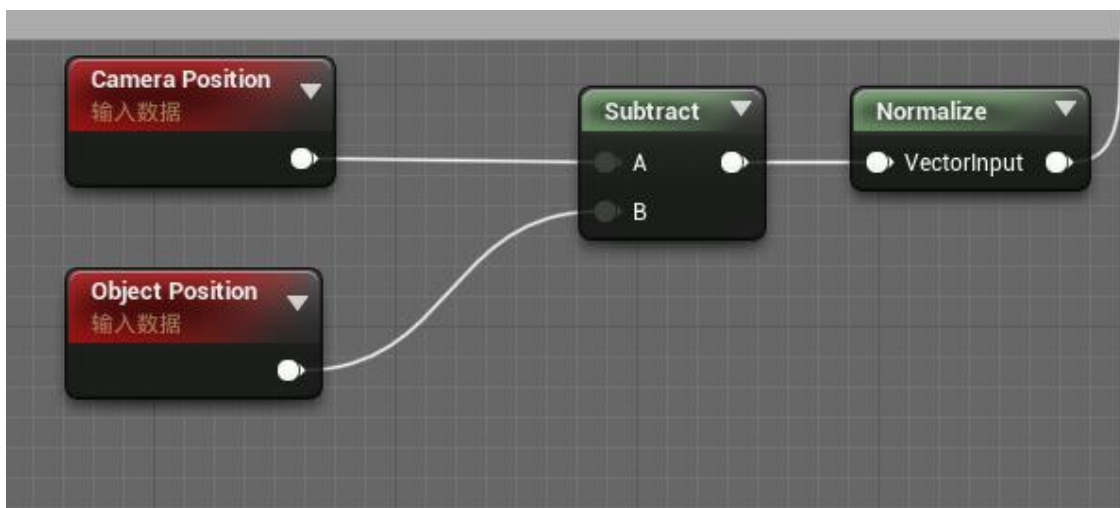 Camera Position
输入数据
Subtract
A
B
Normalize
VectorInput
Object Position
输入数据